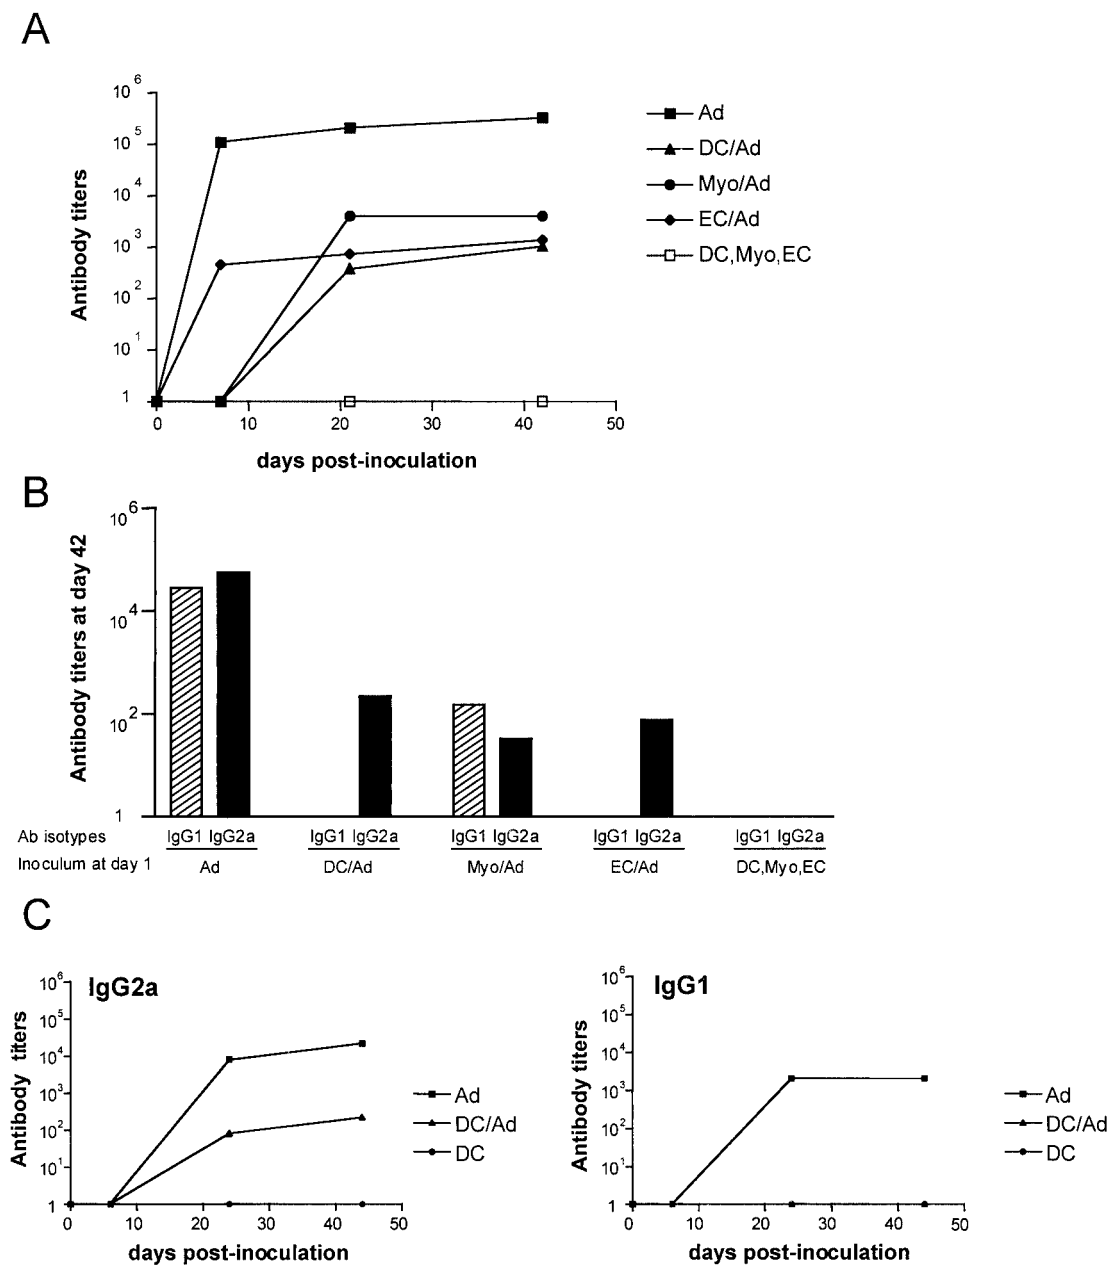 A
10^6
10^5
10^4
10^3
10^2
10^1
1
Antibody titers
0 10 20 30 40 50
days post-inoculation
Ad
DC/Ad
Myo/Ad
EC/Ad
DC,Myo,EC
B
10^6
10^4
10^2
1
Antibody titers at day 42
Ab isotypes IgG1 IgG2a IgG1 IgG2a IgG1 IgG2a IgG1 IgG2a IgG1 IgG2a
Inoculum at day 1 Ad DC/Ad Myo/Ad EC/Ad DC,Myo,EC
C
IgG2a
10^6
10^5
10^4
10^3
10^2
10^1
1
Antibody titers
0 10 20 30 40 50
days post-inoculation
Ad
DC/Ad
DC
IgG1
10^6
10^5
10^4
10^3
10^2
10^1
1
Antibody titers
0 10 20 30 40 50
days post-inoculation
Ad
DC/Ad
DC